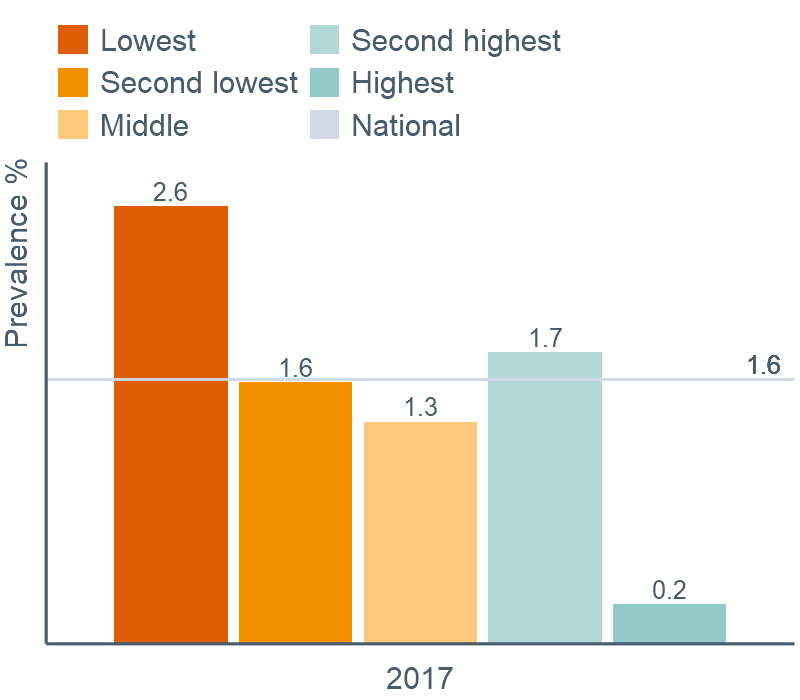 Lowest
Second lowest
Middle
Second highest
Highest
National
Prevalence %
2.6
1.6
1.3
1.7
0.2
1.6
2017